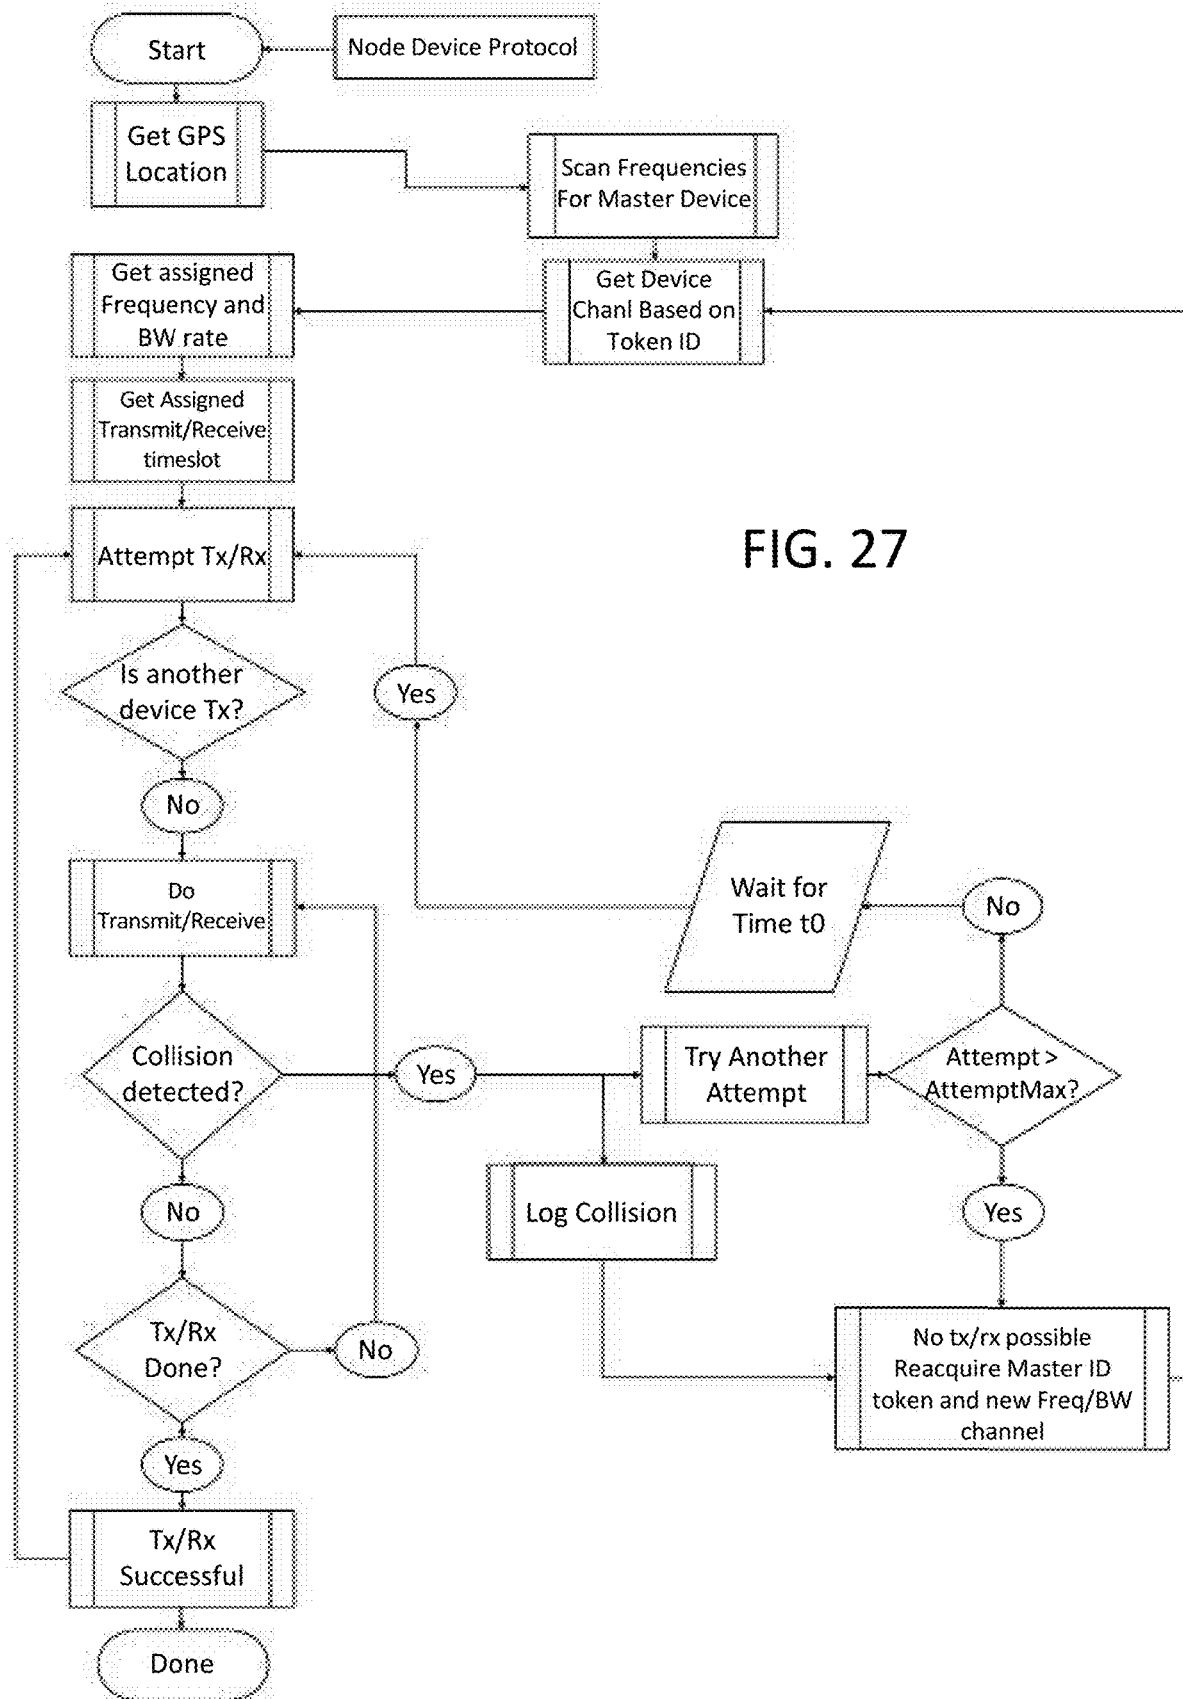 Start
Node Device Protocol
Get GPS
Location
Scan Frequencies
For Master Device
Get assigned
Frequency and
BW rate
Get Device
Chanl Based on
Token ID
Get Assigned
Transmit/Receive
timeslot
Attempt Tx/Rx
FIG. 27
Is another
device Tx?
Yes
No
Do
Transmit/Receive
Wait for
Time t0
No
Collision
detected?
Yes
Try Another
Attempt
Attempt >
AttemptMax?
No
Log Collision
Yes
Tx/Rx
Done?
No
No tx/rx possible
Reacquire Master ID
token and new Freq/BW
channel
Yes
Tx/Rx
Successful
Done